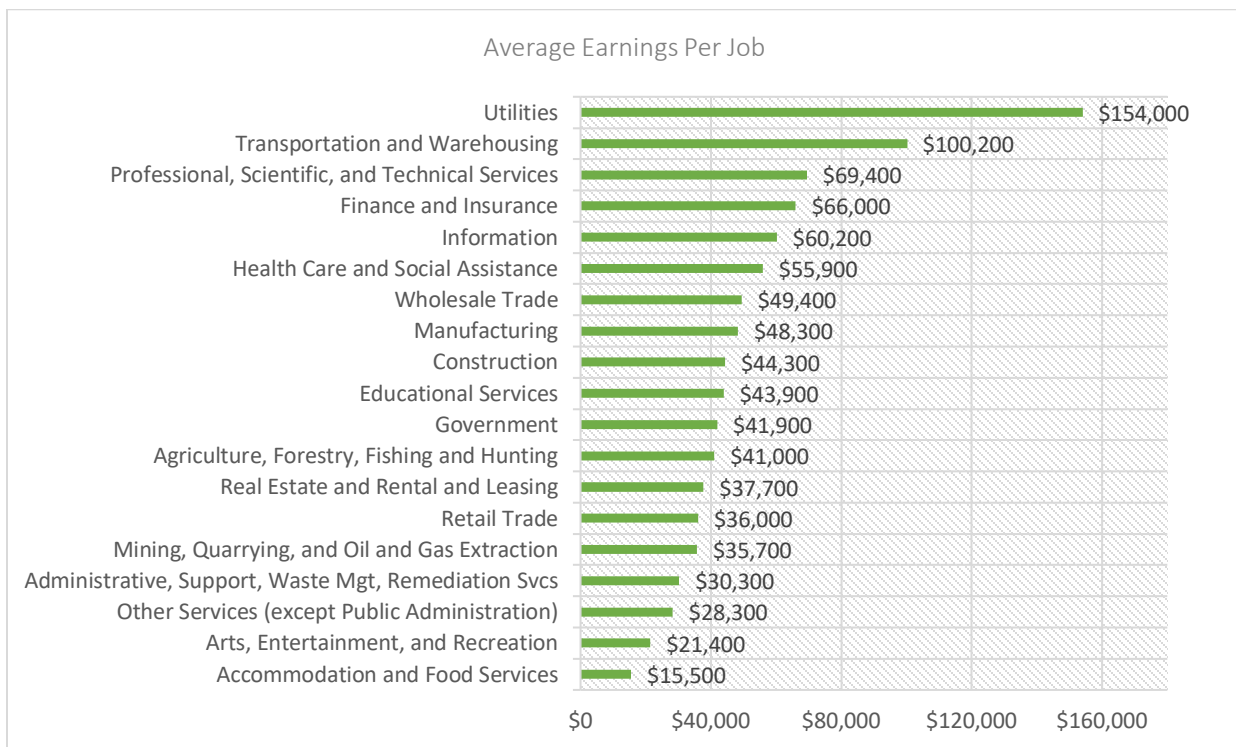 Average Earnings Per Job
Utilities $154,000
Transportation and Warehousing $100,200
Professional, Scientific, and Technical Services $69,400
Finance and Insurance $66,000
Information $60,200
Health Care and Social Assistance $55,900
Wholesale Trade $49,400
Manufacturing $48,300
Construction $44,300
Educational Services $43,900
Government $41,900
Agriculture, Forestry, Fishing and Hunting $41,000
Real Estate and Rental and Leasing $37,700
Retail Trade $36,000
Mining, Quarrying, and Oil and Gas Extraction $35,700
Administrative, Support, Waste Mgt, Remediation Svcs $30,300
Other Services (except Public Administration) $28,300
Arts, Entertainment, and Recreation $21,400
Accommodation and Food Services $15,500
$0 $40,000 $80,000 $120,000 $160,000